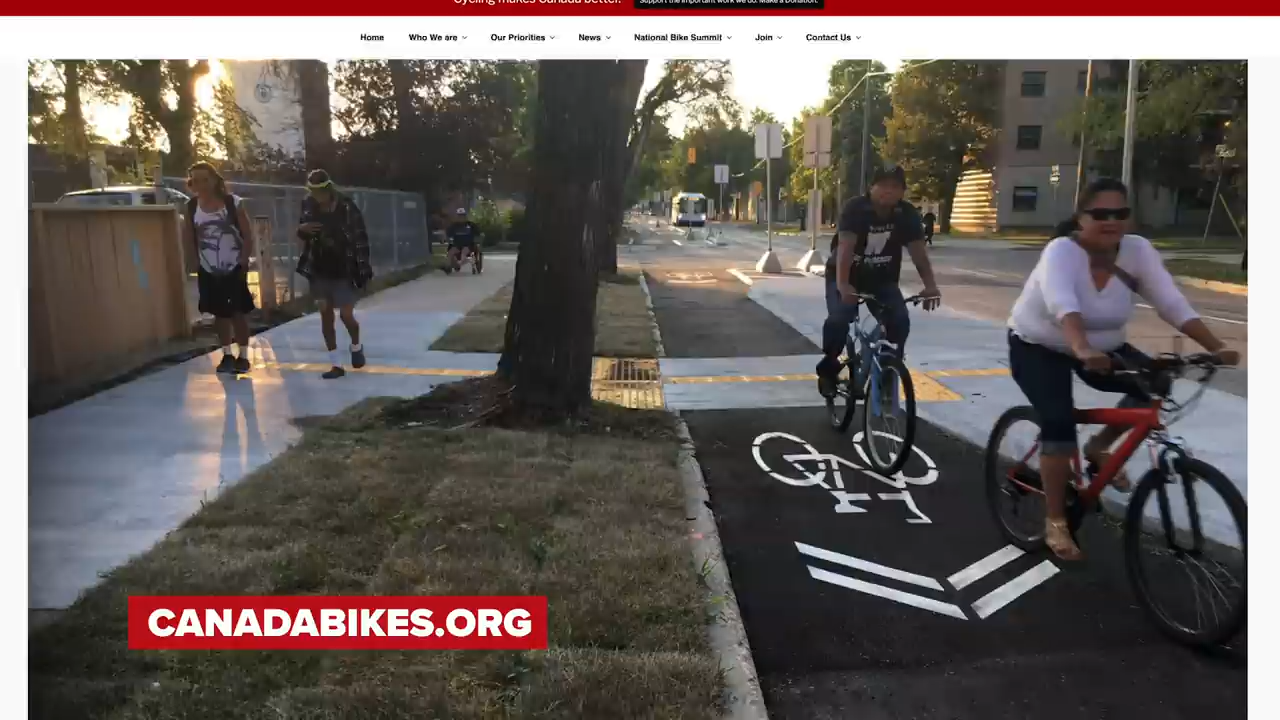 Cycling makes Canada better.
Support the important work we do. Make a Donation.
Home
Who We are
Our Priorities
News
National Bike Summit
Join
Contact Us
CANADABIKES.ORG